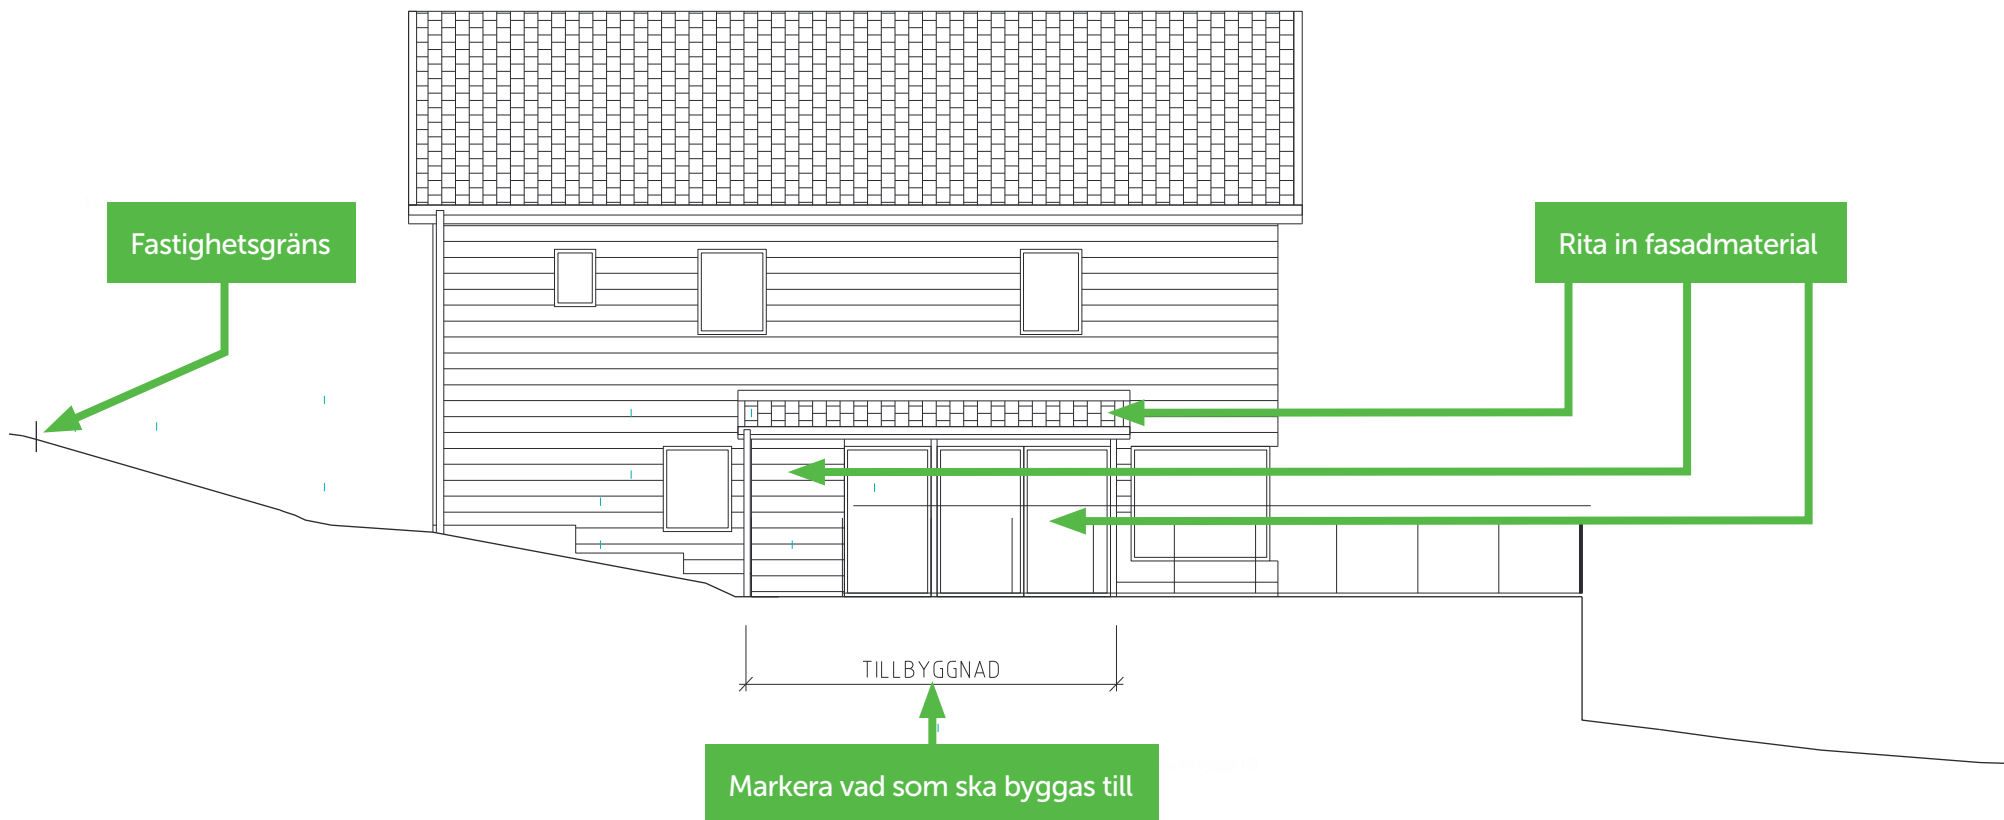 Fastighetsgräns
Rita in fasadmaterial
TILLBYGGNAD
Markera vad som ska byggas till